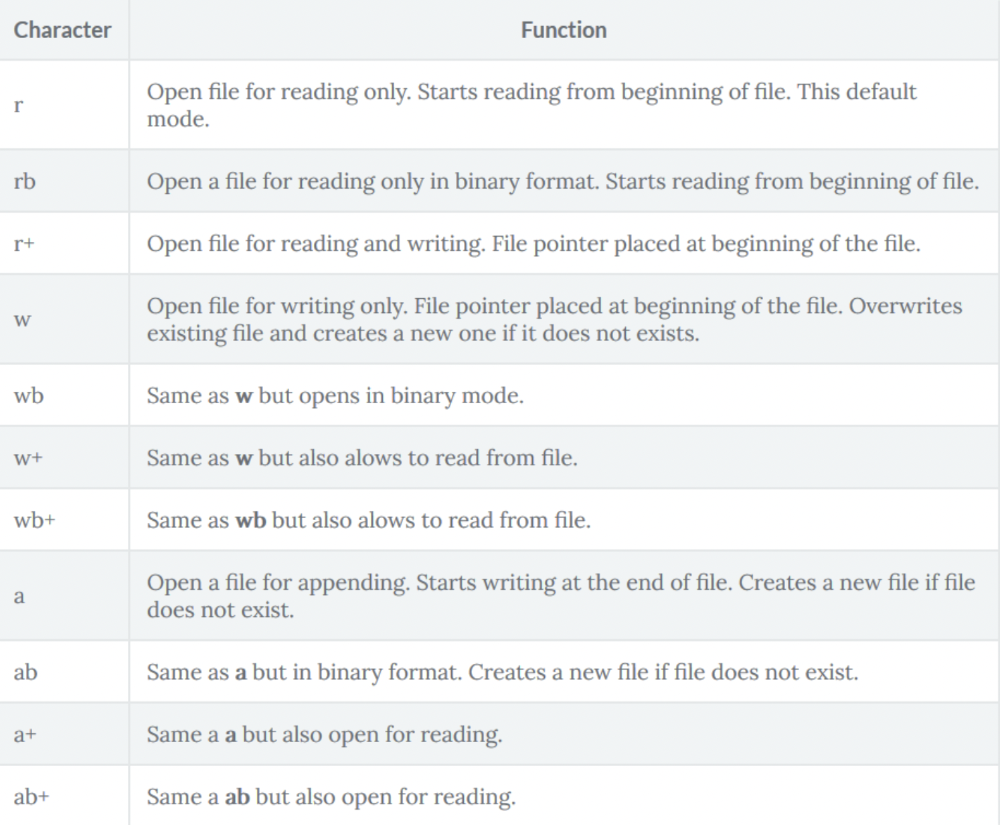 Character Function
r Open file for reading only. Starts reading from beginning of file. This default
mode.
rb Open a file for reading only in binary format. Starts reading from beginning of file.
r+ Open file for reading and writing. File pointer placed at beginning of the file.
w Open file for writing only. File pointer placed at beginning of the file. Overwrites
existing file and creates a new one if it does not exists.
wb Same as w but opens in binary mode.
w+ Same as w but also alows to read from file.
wb+ Same as wb but also alows to read from file.
a Open a file for appending. Starts writing at the end of file. Creates a new file if file
does not exist.
ab Same as a but in binary format. Creates a new file if file does not exist.
a+ Same a a but also open for reading.
ab+ Same a ab but also open for reading.